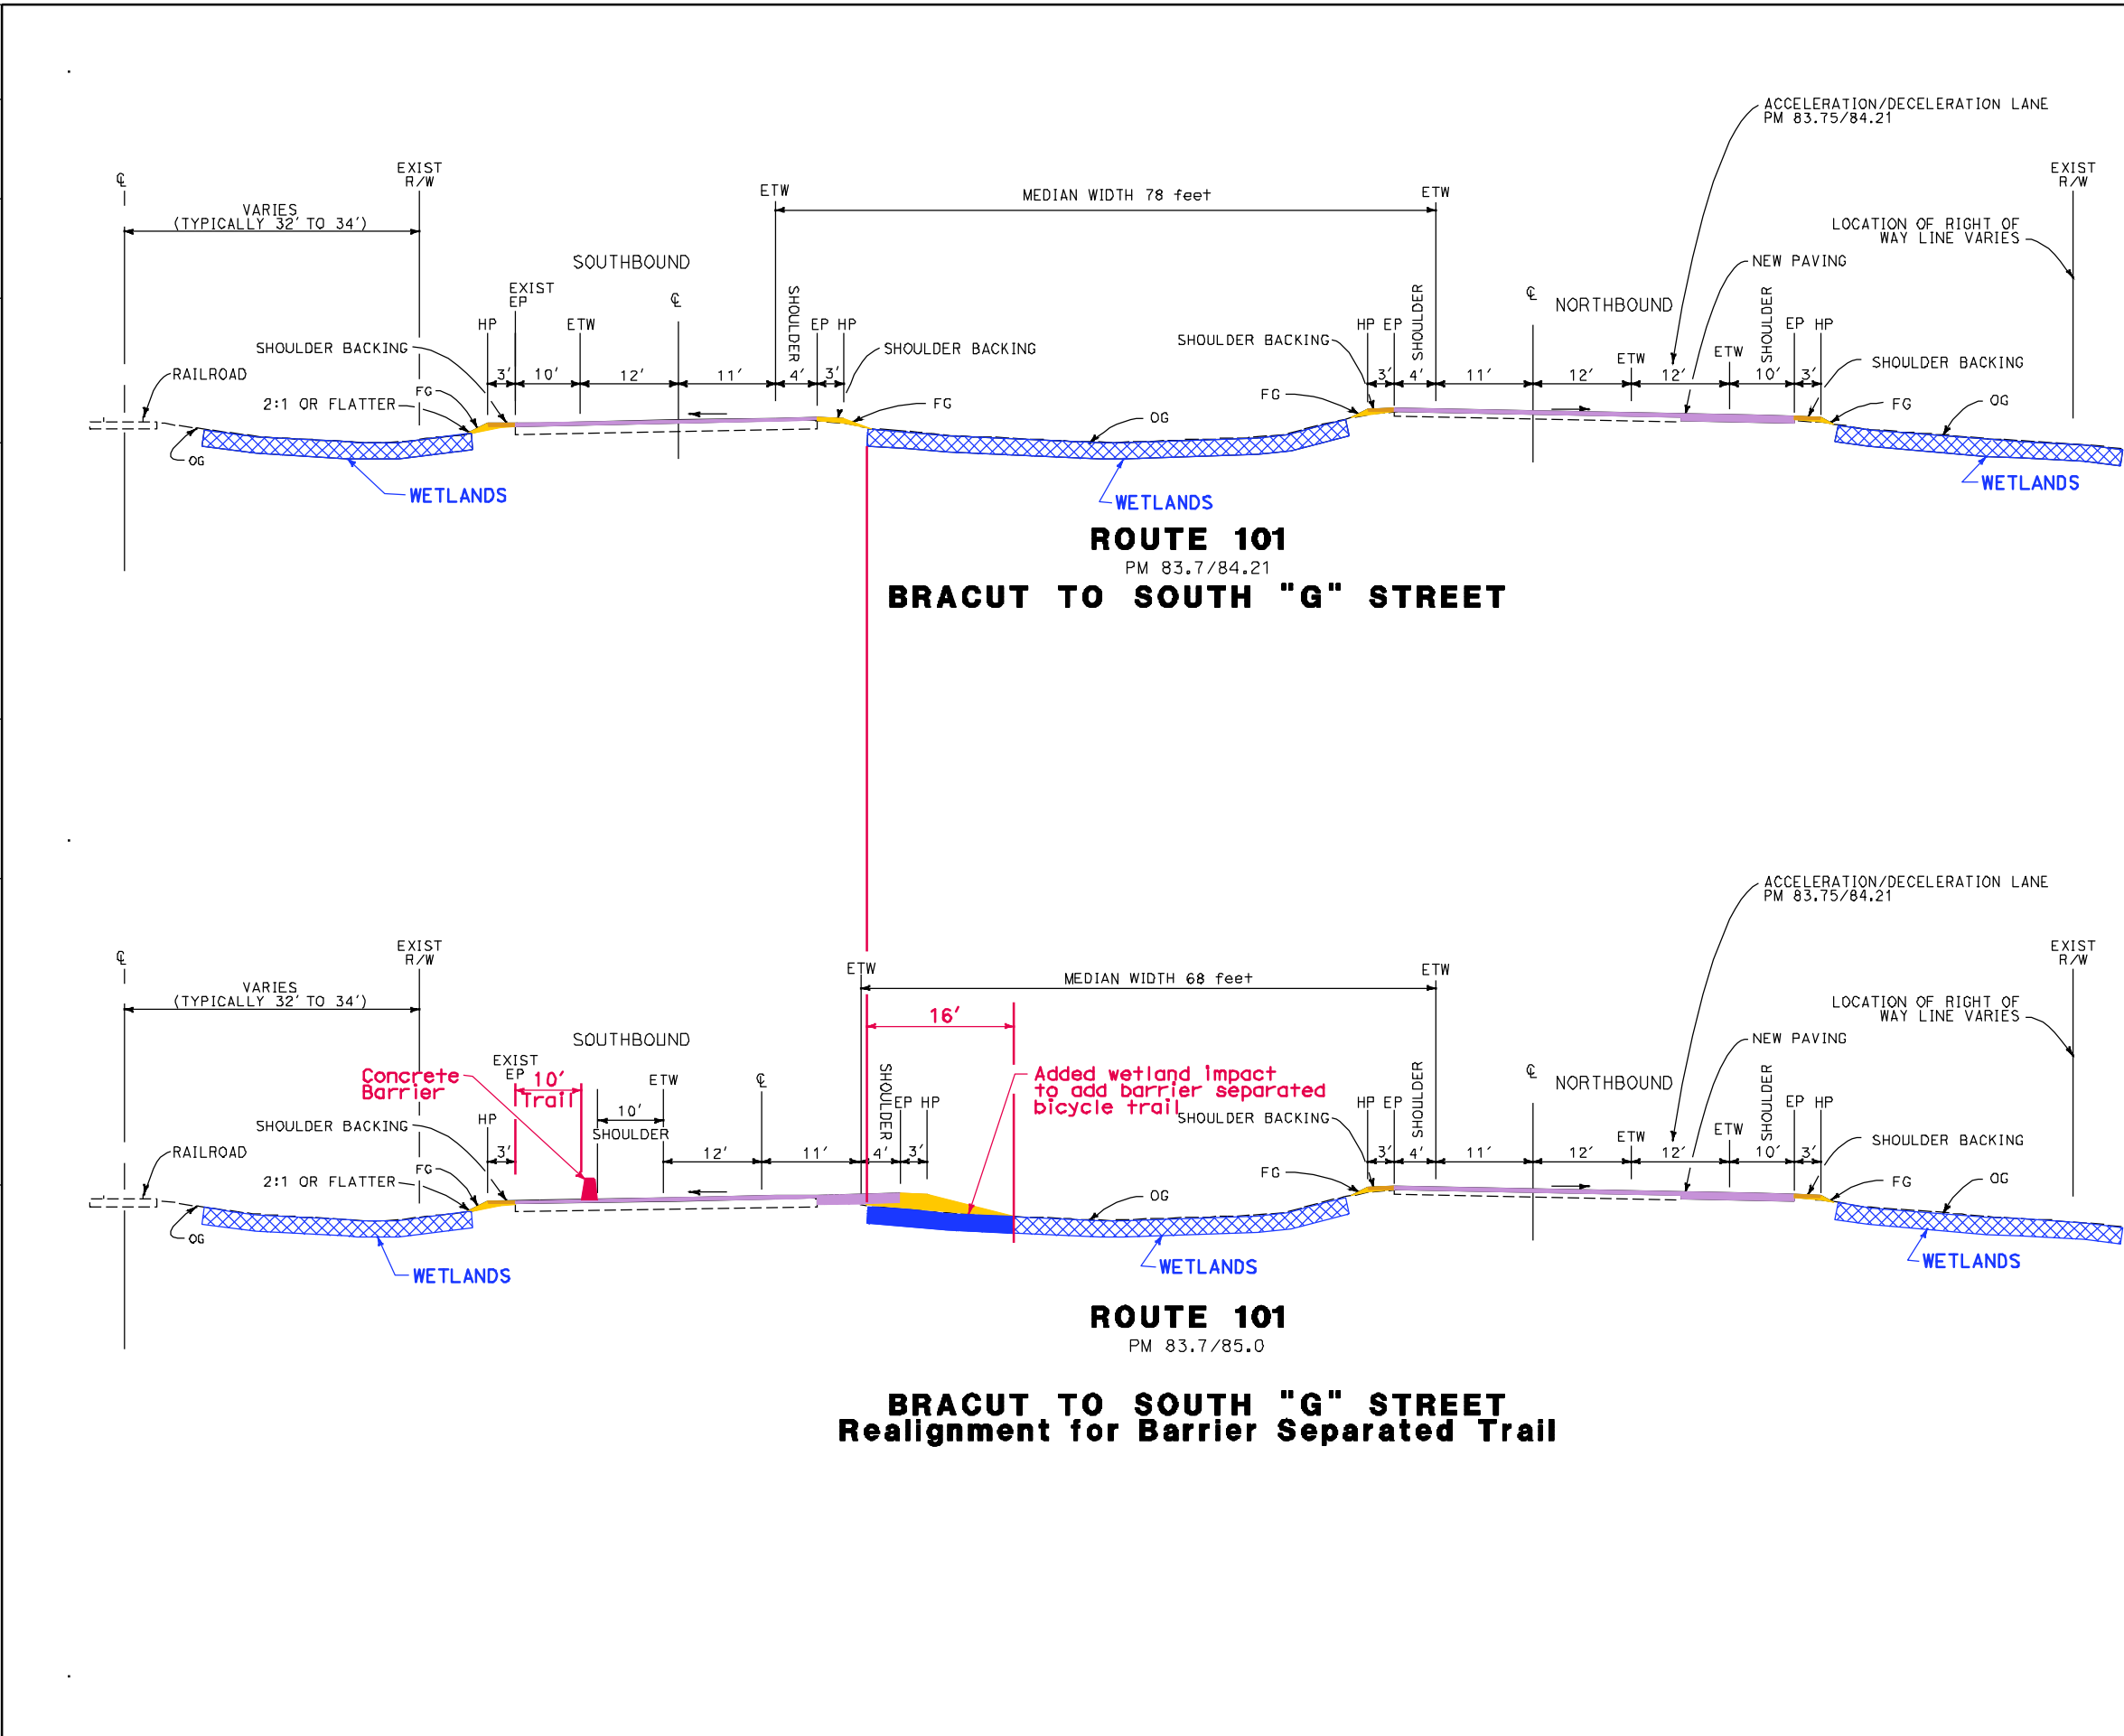 ACCELERATION/DECELERATION LANE
PM 83.75/84.21
EXIST
R/W
EXIST
R/W
℄
ETW
MEDIAN WIDTH 78 feet
ETW
VARIES
(TYPICALLY 32' TO 34')
LOCATION OF RIGHT OF
WAY LINE VARIES
SOUTHBOUND
NEW PAVING
EXIST
EP
℄
SHOULDER
SHOULDER
℄
NORTHBOUND
SHOULDER
HP
ETW
EP HP
HP EP
EP HP
SHOULDER BACKING
SHOULDER BACKING
SHOULDER BACKING
ETW
ETW
SHOULDER BACKING
RAILROAD
3' 10' 12' 11' 4' 3'
3' 4' 11' 12' 12' 10' 3'
FG
2:1 OR FLATTER
FG
FG
FG
OG
OG
OG
WETLANDS
WETLANDS
WETLANDS
ROUTE 101
PM 83.7/84.21
BRACUT TO SOUTH "G" STREET
ACCELERATION/DECELERATION LANE
PM 83.75/84.21
EXIST
R/W
EXIST
R/W
℄
ETW
MEDIAN WIDTH 68 feet
ETW
VARIES
(TYPICALLY 32' TO 34')
LOCATION OF RIGHT OF
WAY LINE VARIES
16'
SOUTHBOUND
NEW PAVING
EXIST
EP
Concrete
Barrier
10'
Trail
ETW
℄
SHOULDER
Added wetland impact
to add barrier separated
bicycle trail
SHOULDER
℄
NORTHBOUND
SHOULDER
HP
10'
SHOULDER
EP HP
HP EP
EP HP
SHOULDER BACKING
SHOULDER BACKING
ETW
ETW
SHOULDER BACKING
RAILROAD
3' 12' 11' 4' 3'
3' 4' 11' 12' 12' 10' 3'
FG
2:1 OR FLATTER
FG
FG
OG
OG
OG
WETLANDS
WETLANDS
WETLANDS
ROUTE 101
PM 83.7/85.0
BRACUT TO SOUTH "G" STREET
Realignment for Barrier Separated Trail